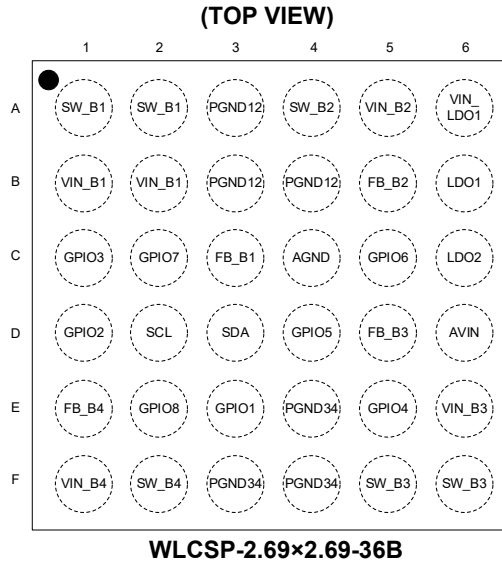 (TOP VIEW)
1 2 3 4 5 6
A SW_B1 SW_B1 PGND12 SW_B2 VIN_B2 VIN_
LDO1
B VIN_B1 VIN_B1 PGND12 PGND12 FB_B2 LDO1
C GPIO3 GPIO7 FB_B1 AGND GPIO6 LDO2
D GPIO2 SCL SDA GPIO5 FB_B3 AVIN
E FB_B4 GPIO8 GPIO1 PGND34 GPIO4 VIN_B3
F VIN_B4 SW_B4 PGND34 PGND34 SW_B3 SW_B3
WLCSP-2.69×2.69-36B